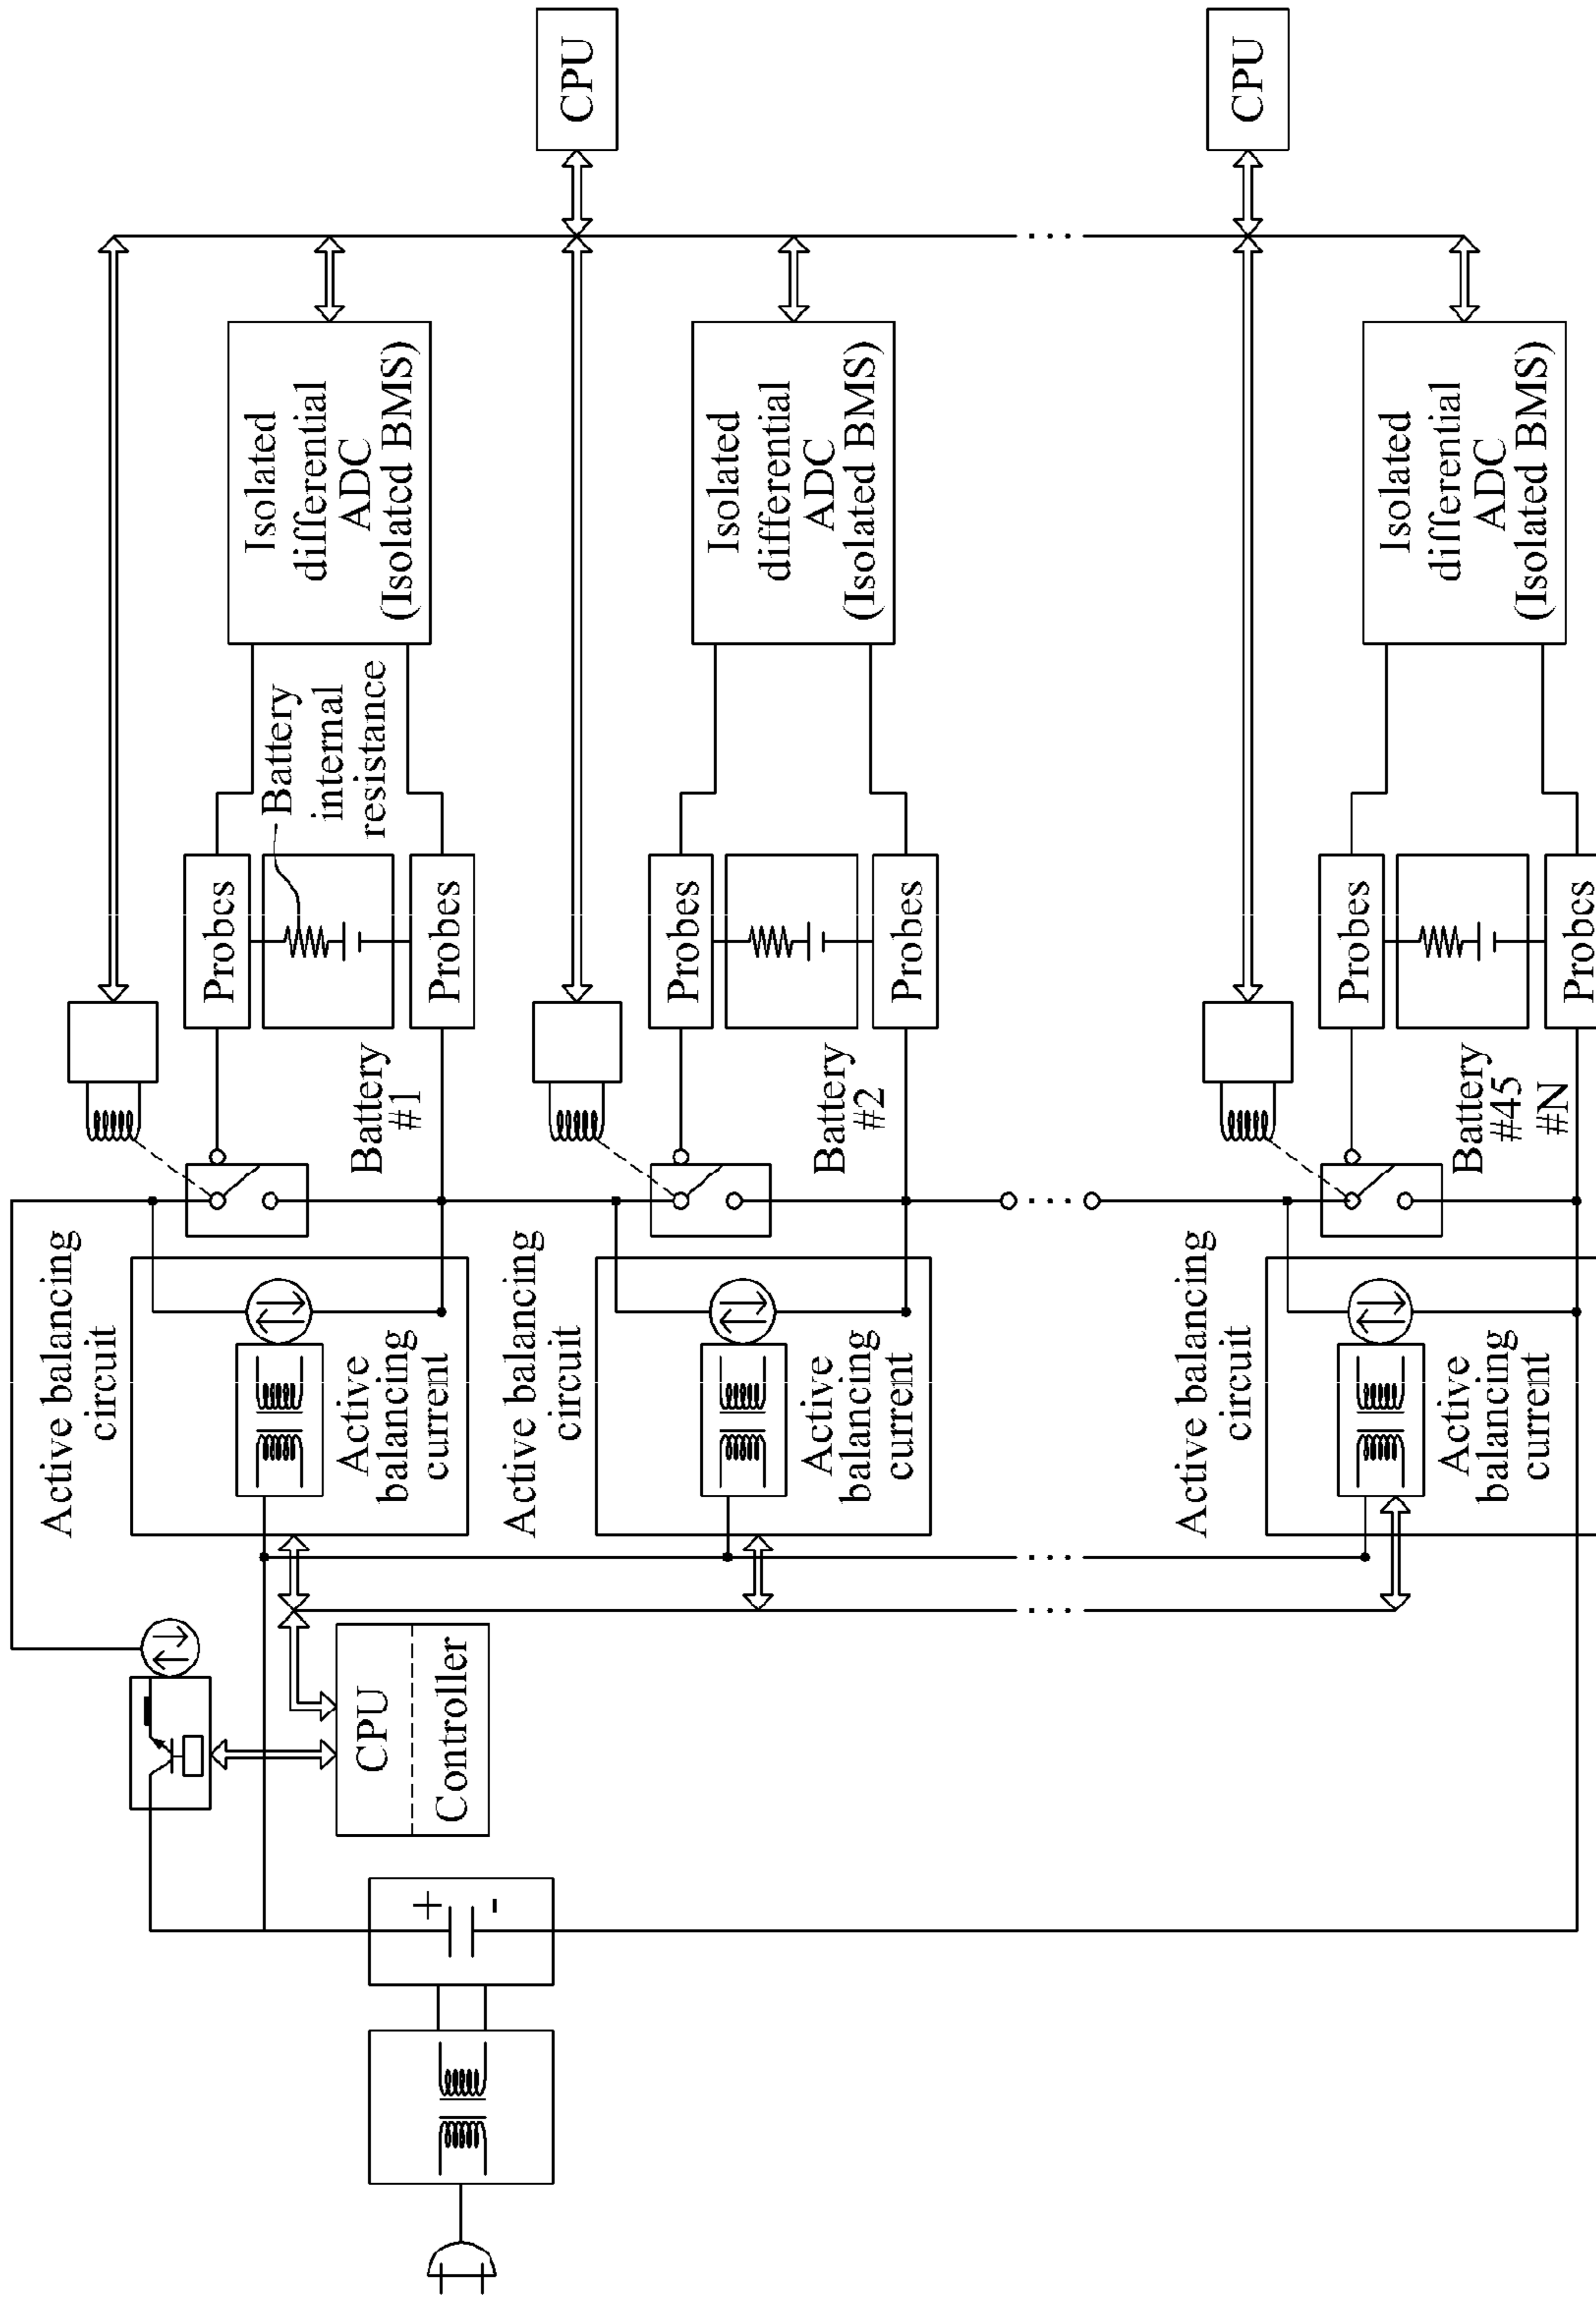 Active balancing
circuit
CPU
Controller
Active
balancing
current
Battery
#1
Probes
Probes
Battery
internal
resistance
Isolated
differential
ADC
(Isolated BMS)
Active balancing
circuit
Active
balancing
current
Battery
#2
Probes
Probes
Isolated
differential
ADC
(Isolated BMS)
CPU
+
-
...
...
...
...
Active balancing
circuit
Active
balancing
current
Battery
#45
#N
Probes
Probes
Isolated
differential
ADC
(Isolated BMS)
CPU